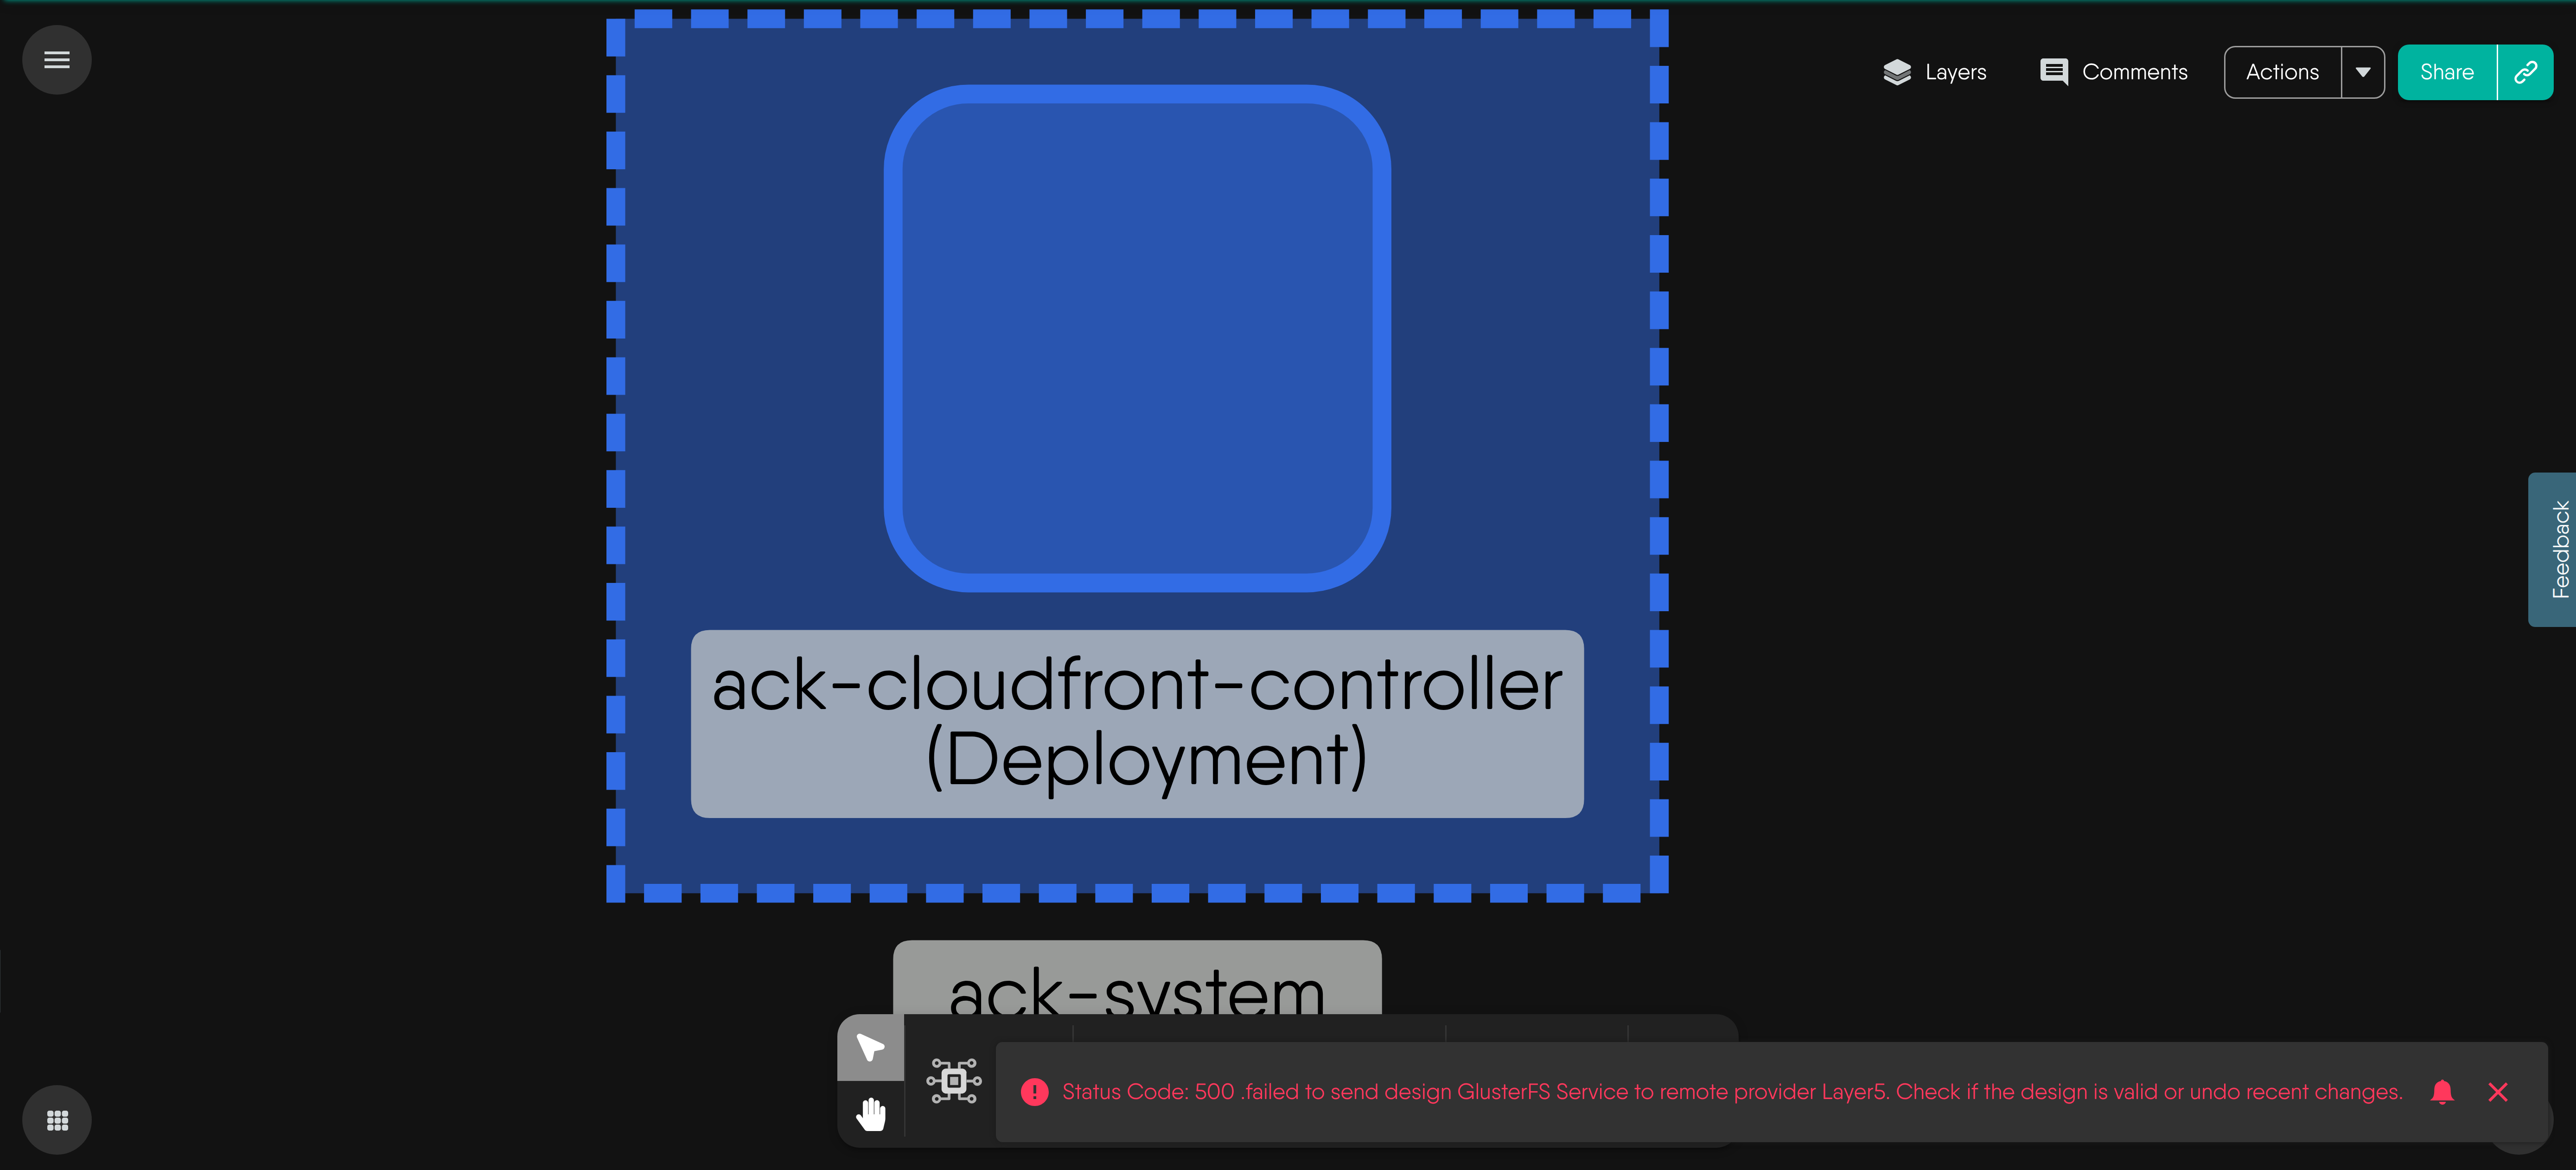 Layers
Comments
Actions
Share
Feedback
ack-cloudfront-controller
(Deployment)
ack-system
Status Code: 500 .failed to send design GlusterFS Service to remote provider Layer5. Check if the design is valid or undo recent changes.